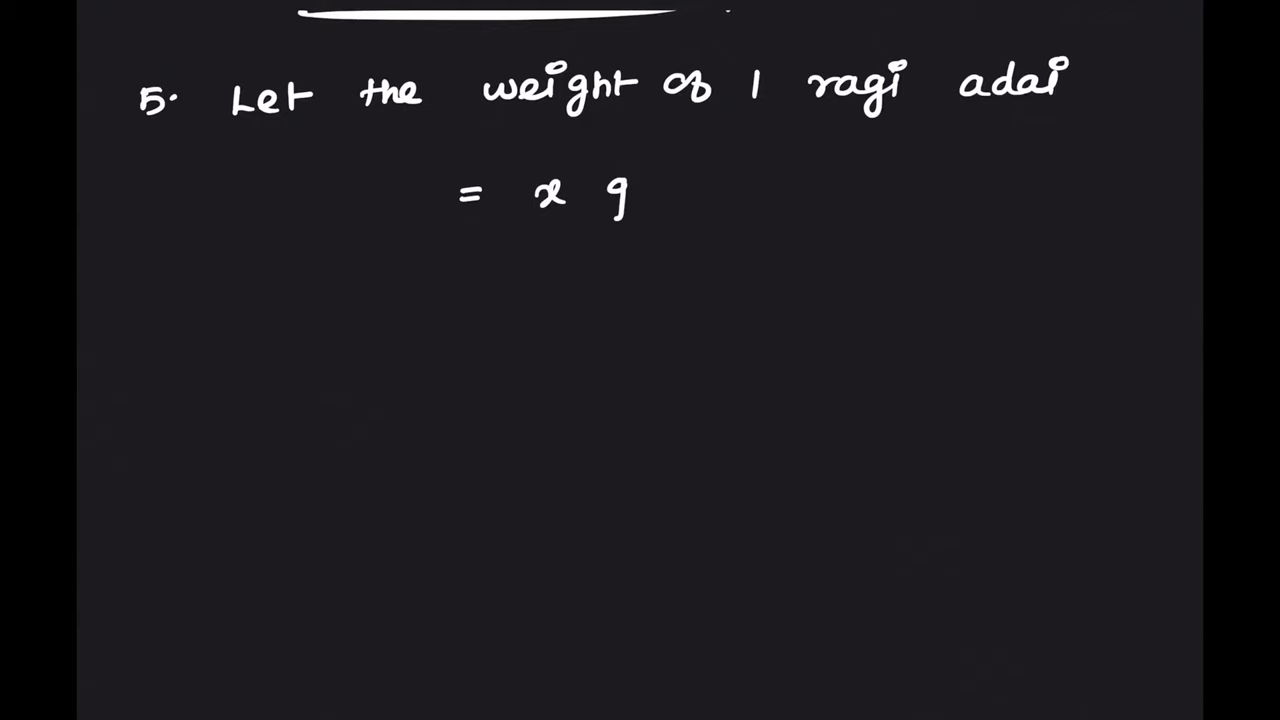 5. Let the weight of 1 ragi adai
= x g